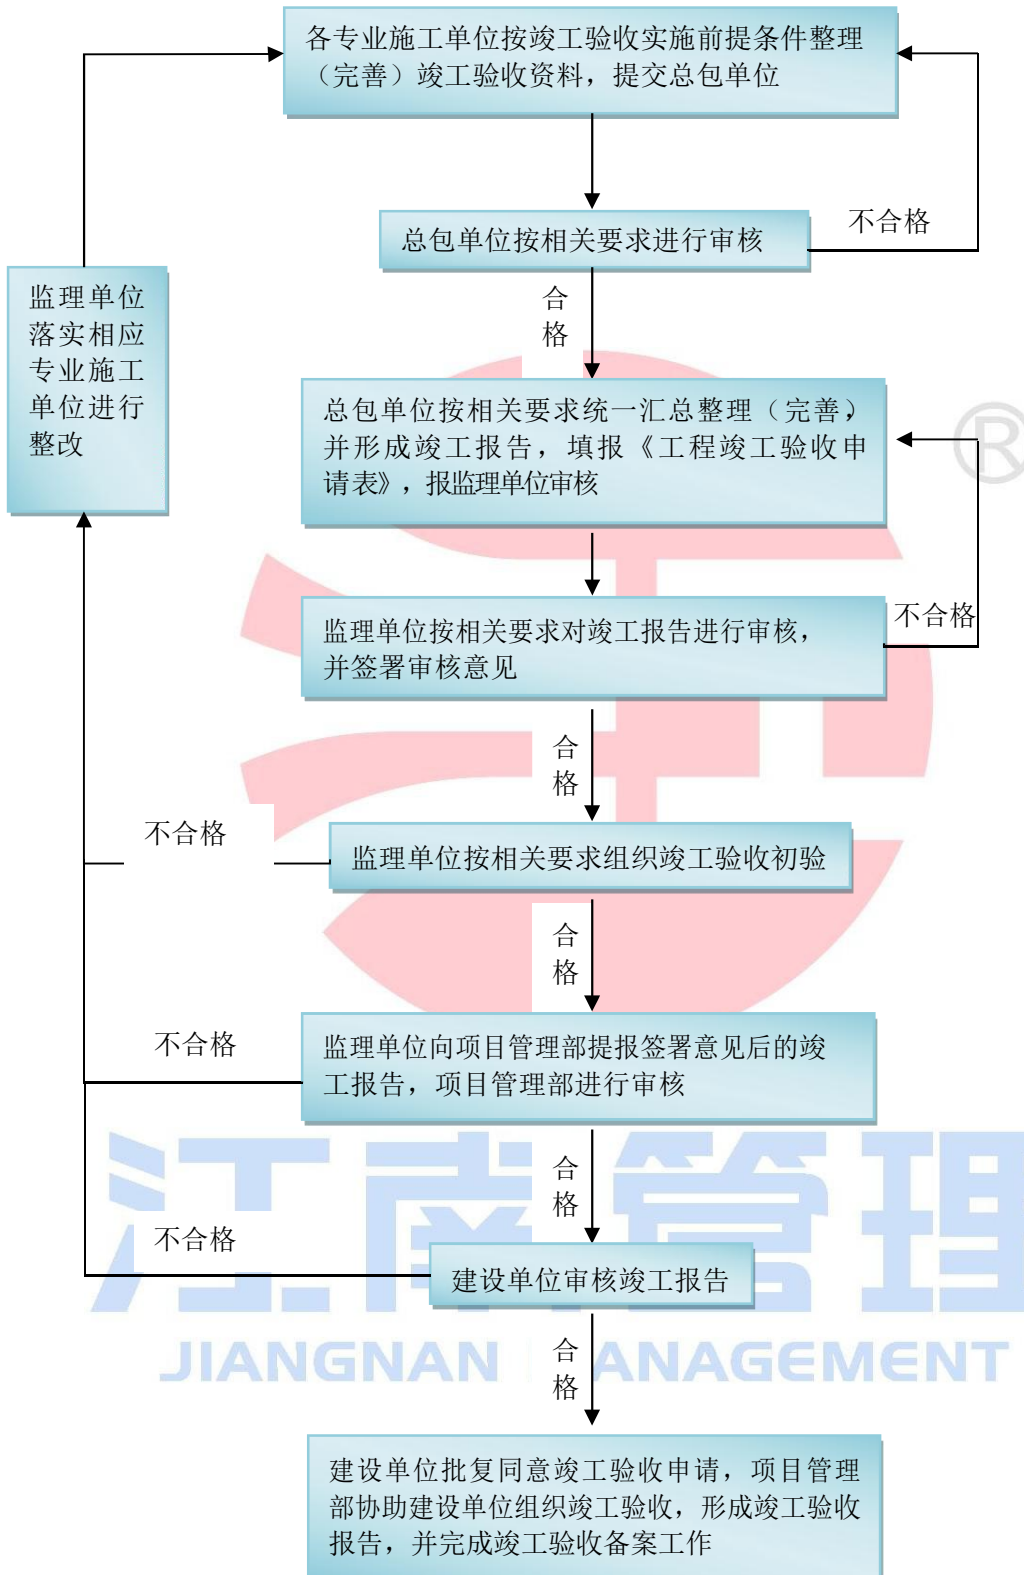 各专业施工单位按竣工验收实施前提条件整理
（完善）竣工验收资料，提交总包单位
不合格
总包单位按相关要求进行审核
合
格
监理单位
落实相应
专业施工
单位进行
整改
总包单位按相关要求统一汇总整理（完善），
并形成竣工报告，填报《工程竣工验收申
请表》，报监理单位审核
®
不合格
监理单位按相关要求对竣工报告进行审核，
并签署审核意见
合
格
不合格
监理单位按相关要求组织竣工验收初验
合
格
不合格
监理单位向项目管理部提报签署意见后的竣
工报告，项目管理部进行审核
合
格
江南管理
不合格
建设单位审核竣工报告
JIANGNAN MANAGEMENT
合
格
建设单位批复同意竣工验收申请，项目管理
部协助建设单位组织竣工验收，形成竣工验收
报告，并完成竣工验收备案工作